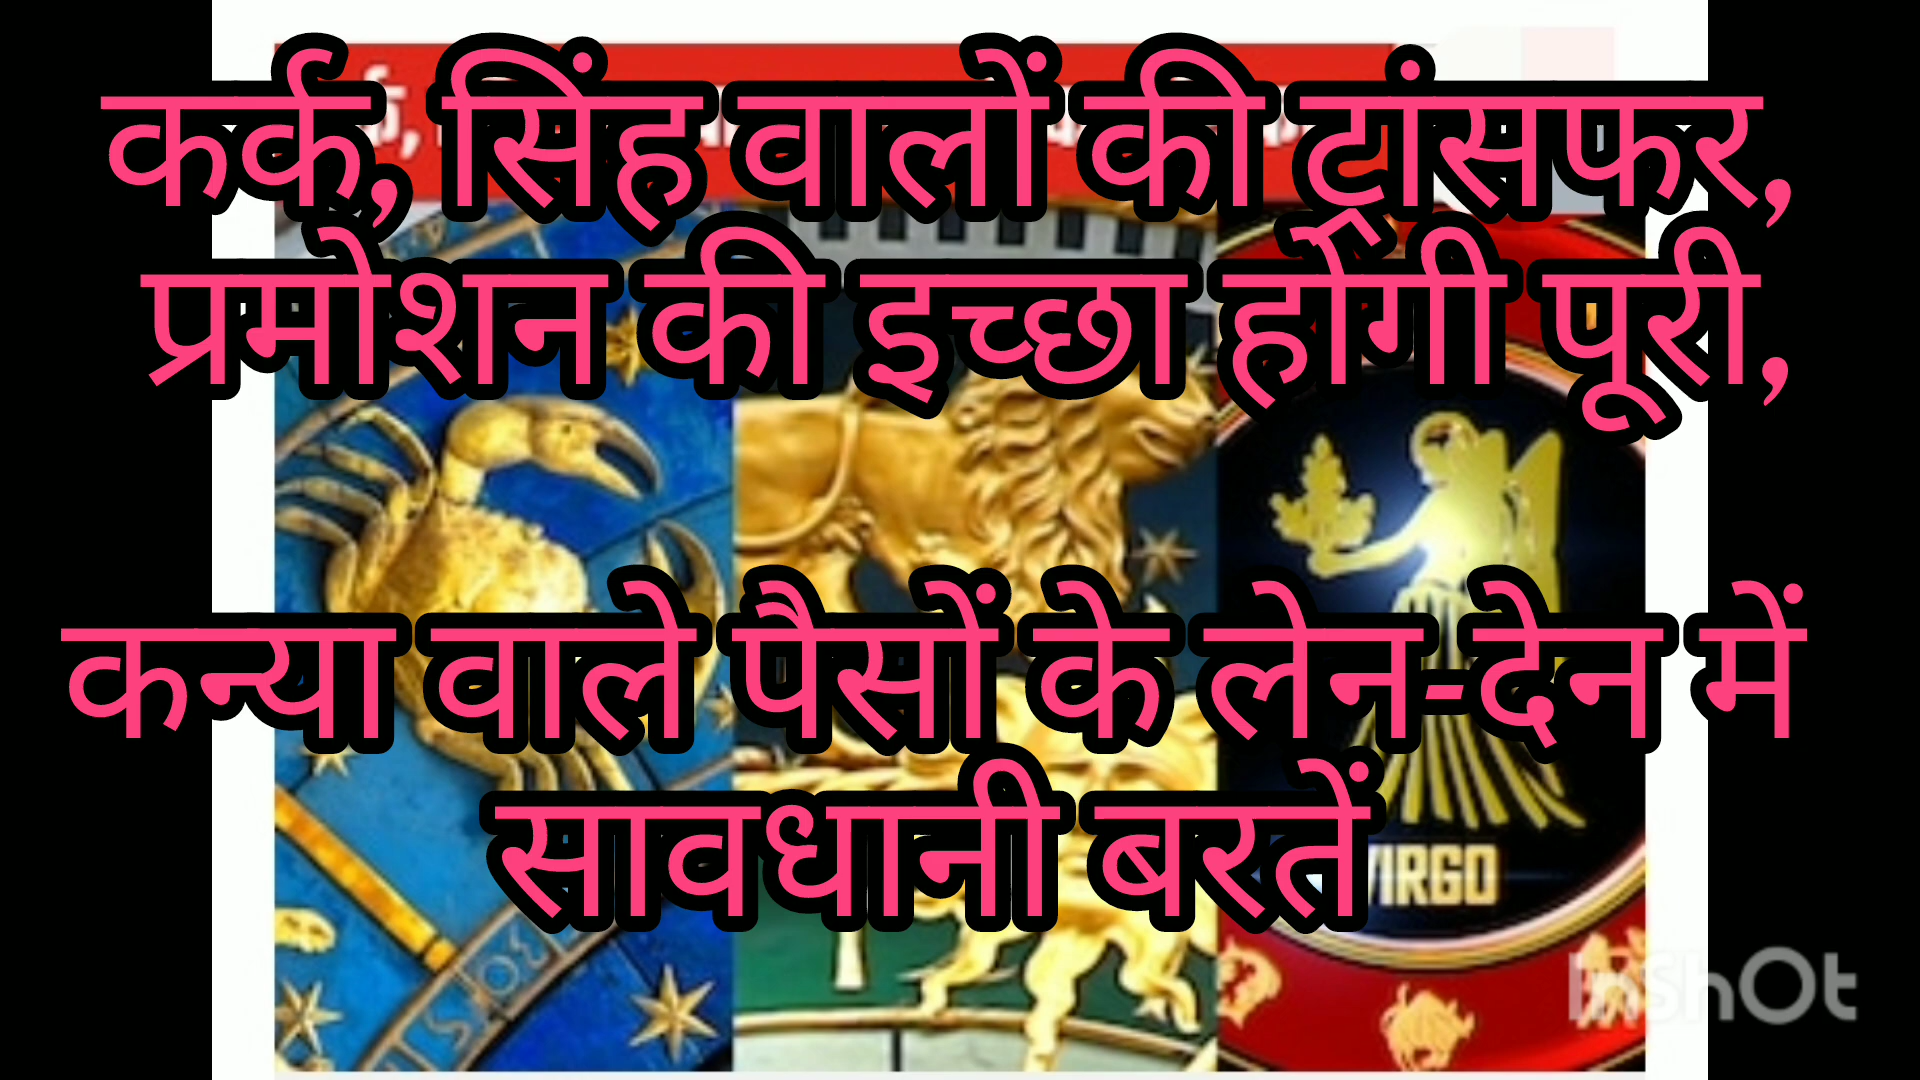 कर्क, सिंह वालों की ट्रांसफर,
प्रमोशन की इच्छा होगी पूरी,
कन्या वाले पैसों के लेन-देन में
सावधानी बरतें
VIRGO
InShOt